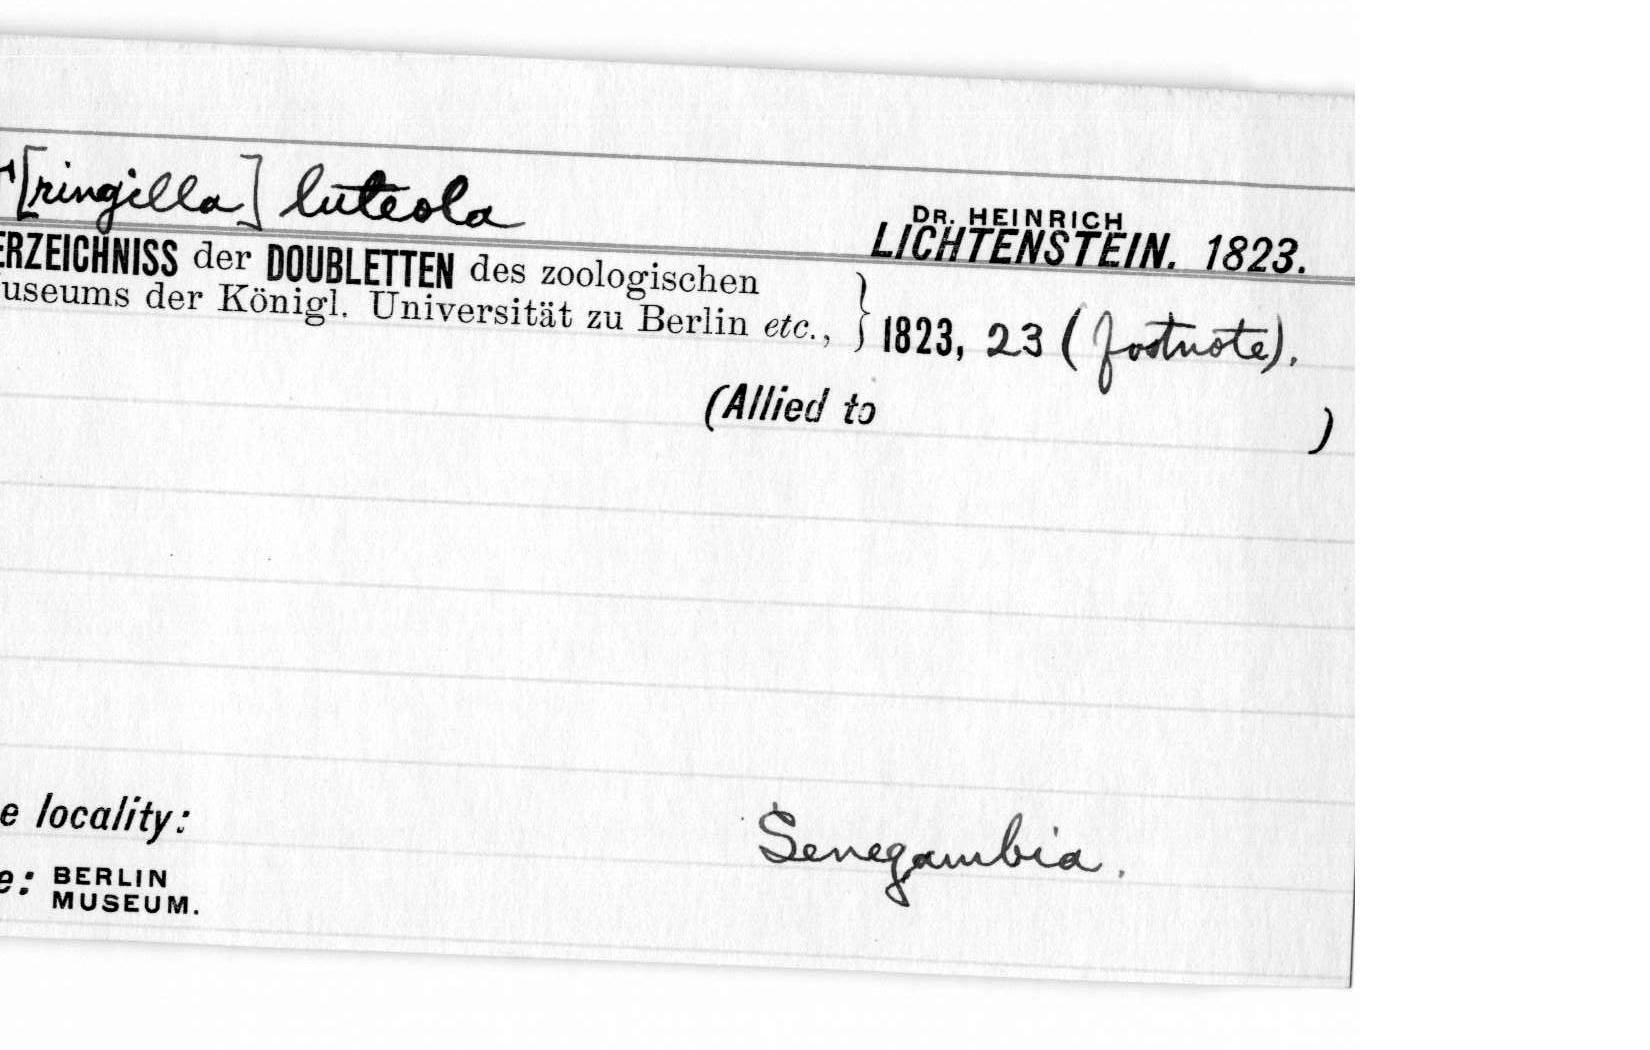 [ringilla] luteola
DR. HEINRICH
LICHTENSTEIN. 1823.
ERZEICHNISS der DOUBLETTEN des zoologischen
useums der Königl. Universität zu Berlin etc., } 1823, 23 (footnote).
(Allied to )
e locality: Senegambia.
e: BERLIN
MUSEUM.